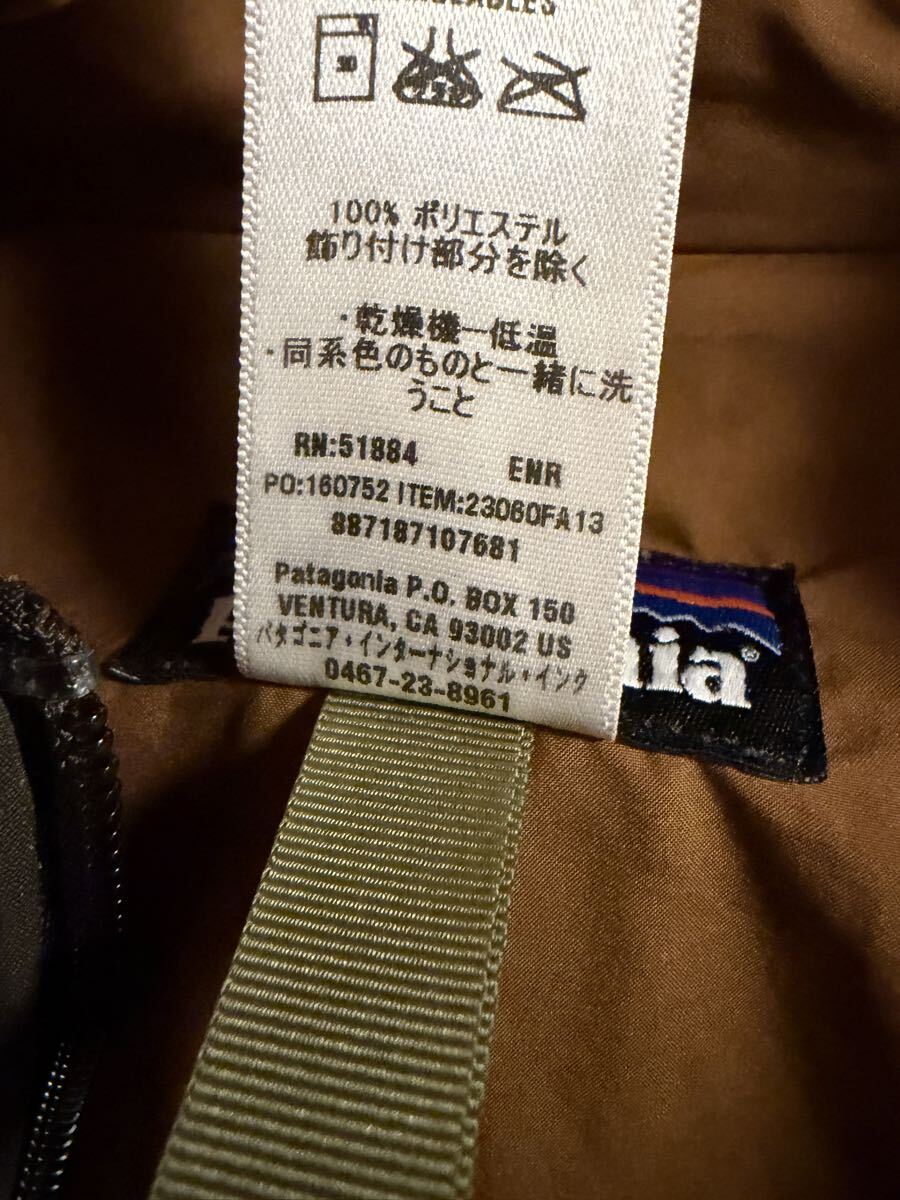 100% ポリエステル
飾り付け部分を除く
・乾燥機一低温
・同系色のものと一緒に洗
うこと
RN:51884 ENR
PO:160752 ITEM:23060FA13
887187107681
Patagonia P.O. BOX 150
VENTURA, CA 93002 US
パタゴニア・インターナショナル・インク
0467-23-8961
nia®